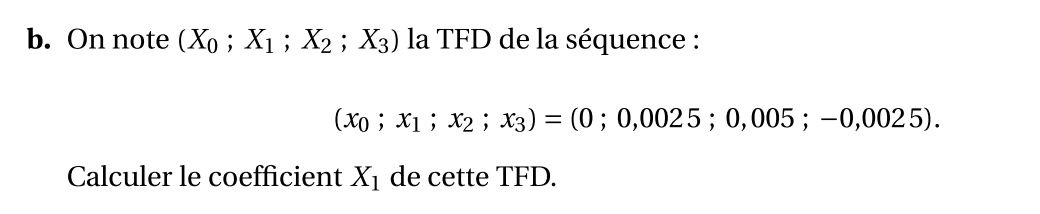 b. On note (X₀ ; X₁ ; X₂ ; X₃) la TFD de la séquence :
(x₀ ; x₁ ; x₂ ; x₃) = (0 ; 0,0025 ; 0,005 ; −0,0025).
Calculer le coefficient X₁ de cette TFD.